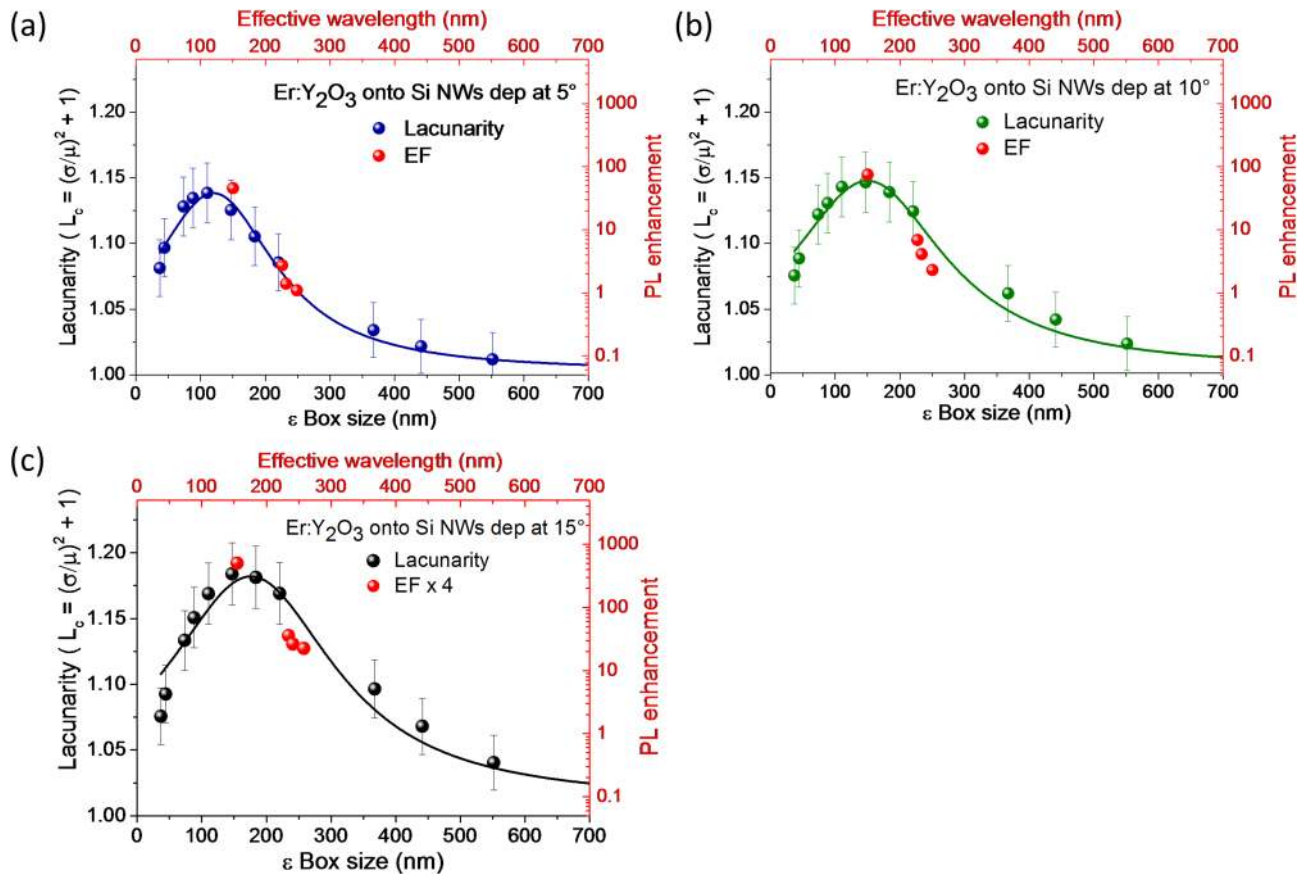 (a)
Effective wavelength (nm)
0 100 200 300 400 500 600 700
Er:Y₂O₃ onto Si NWs dep at 5°
Lacunarity
EF
Lacunarity ( L_c = (σ/μ)² + 1)
1.20
1.15
1.10
1.05
1.00
1000
100
10
1
0.1
PL enhancement
0 100 200 300 400 500 600 700
ε Box size (nm)
(b)
Effective wavelength (nm)
0 100 200 300 400 500 600 700
Er:Y₂O₃ onto Si NWs dep at 10°
Lacunarity
EF
Lacunarity ( L_c = (σ/μ)² + 1)
1.20
1.15
1.10
1.05
1.00
1000
100
10
1
0.1
PL enhancement
0 100 200 300 400 500 600 700
ε Box size (nm)
(c)
Effective wavelength (nm)
0 100 200 300 400 500 600 700
Er:Y₂O₃ onto Si NWs dep at 15°
Lacunarity
EF x 4
Lacunarity ( L_c = (σ/μ)² + 1)
1.20
1.15
1.10
1.05
1.00
1000
100
10
1
0.1
PL enhancement
0 100 200 300 400 500 600 700
ε Box size (nm)